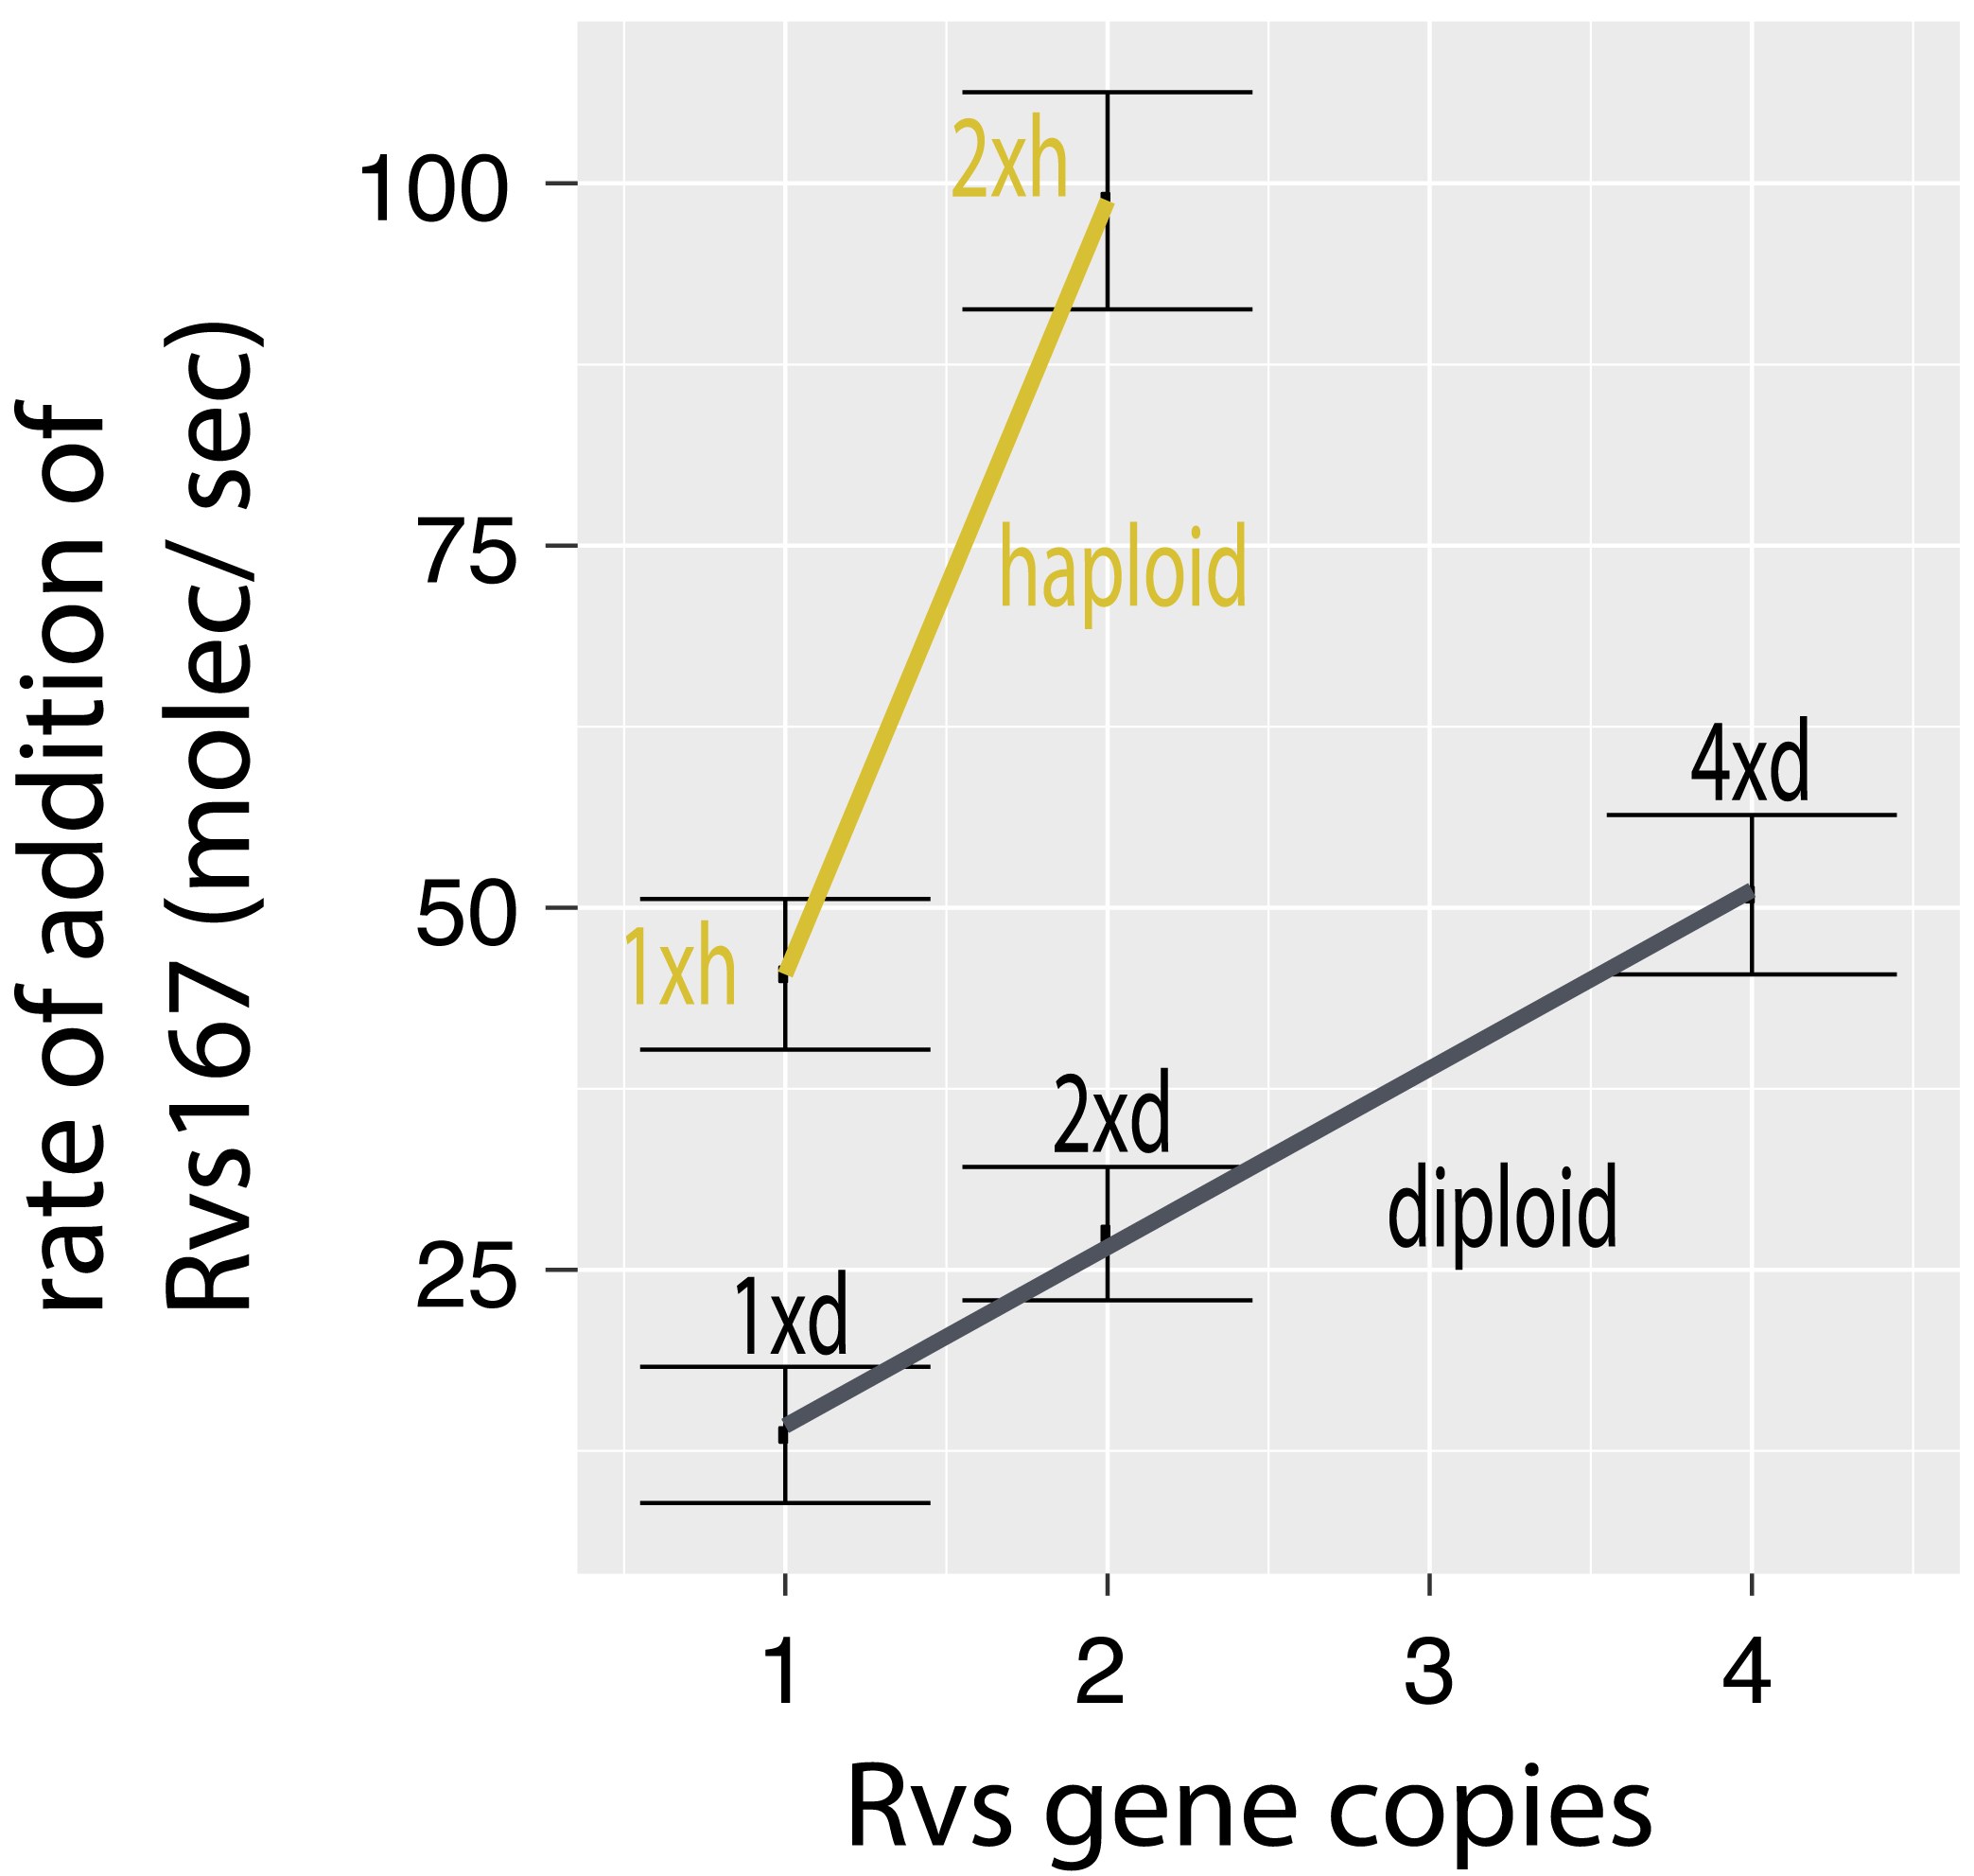 rate of addition of
Rvs167 (molec/ sec)
100
75
50
25
2xh
haploid
1xh
4xd
2xd
diploid
1xd
1 2 3 4
Rvs gene copies